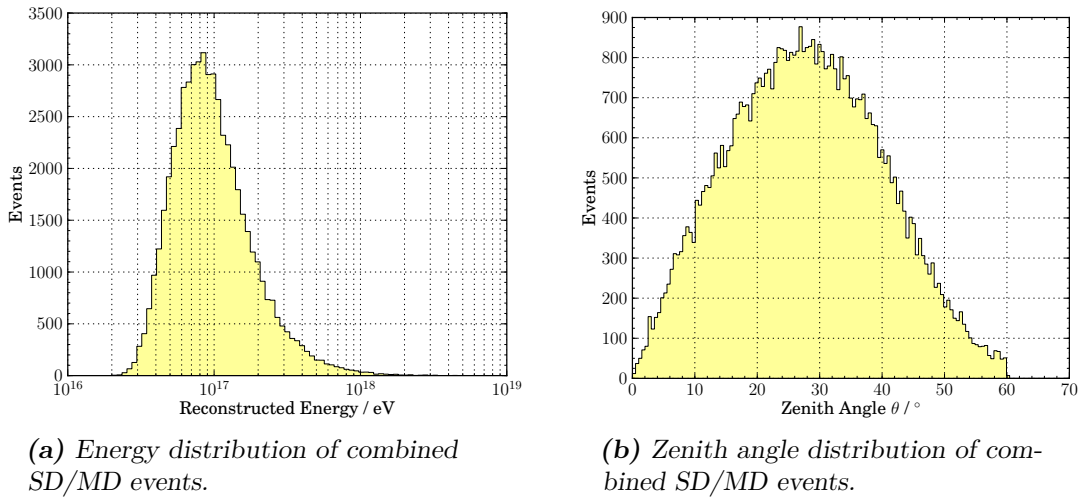 3500
3000
2500
2000
1500
1000
500
0
Events
10^16 10^17 10^18 10^19
Reconstructed Energy / eV
(a) Energy distribution of combined
SD/MD events.
900
800
700
600
500
400
300
200
100
0
Events
0 10 20 30 40 50 60 70
Zenith Angle θ / °
(b) Zenith angle distribution of com-
bined SD/MD events.